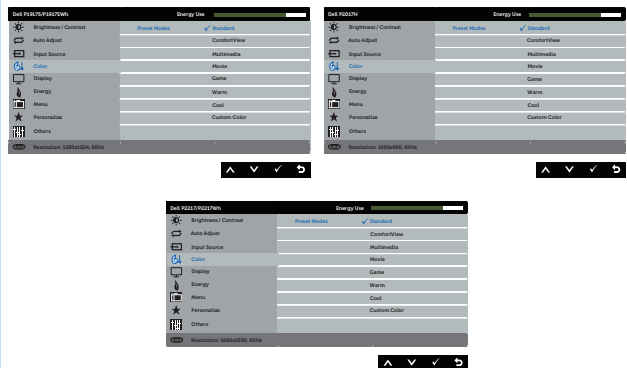 Dell P1917S/P1917SWh Energy Use
Brightness / Contrast Preset Modes ✓ Standard
Auto Adjust ComfortView
Input Source Multimedia
Color Movie
Display Game
Energy Warm
Menu Cool
Personalize Custom Color
Others
Resolution: 1280x1024, 60Hz
Dell P2017H Energy Use
Brightness / Contrast Preset Modes ✓ Standard
Auto Adjust ComfortView
Input Source Multimedia
Color Movie
Display Game
Energy Warm
Menu Cool
Personalize Custom Color
Others
Resolution: 1600x900, 60Hz
Dell P2217/P2217Wh Energy Use
Brightness / Contrast Preset Modes ✓ Standard
Auto Adjust ComfortView
Input Source Multimedia
Color Movie
Display Game
Energy Warm
Menu Cool
Personalize Custom Color
Others
Resolution: 1680x1050, 60Hz